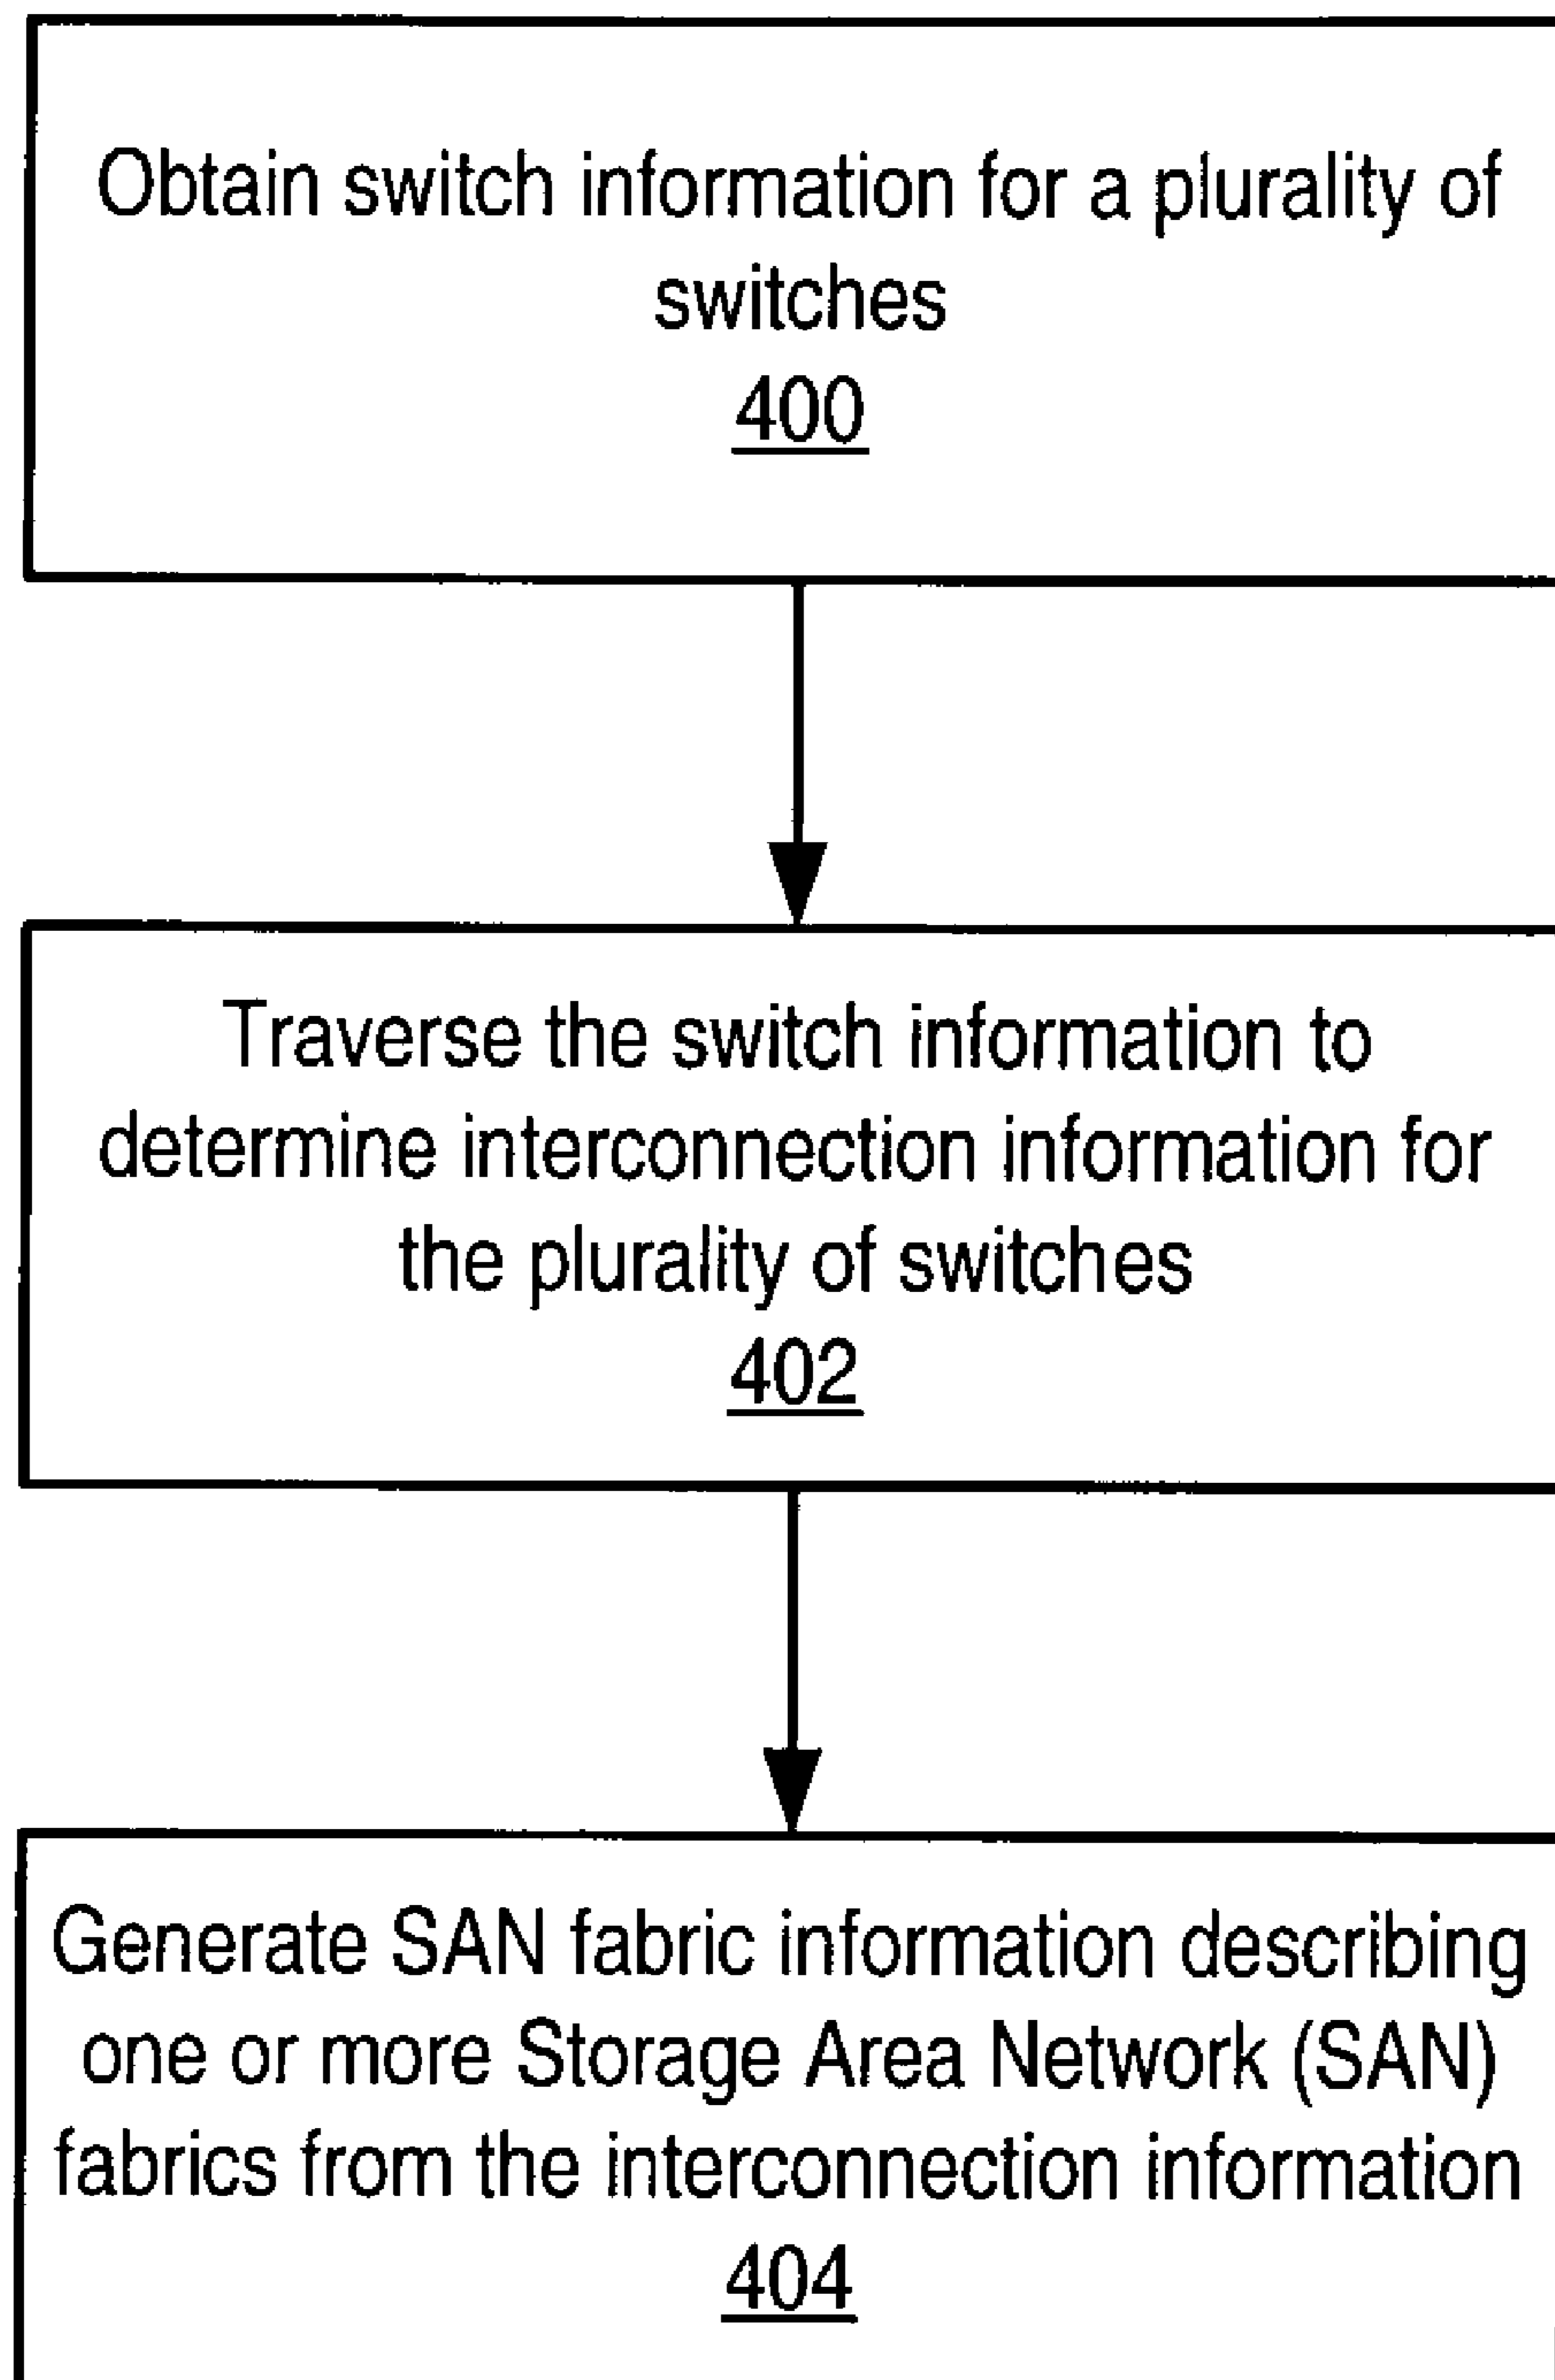 Obtain switch information for a plurality of
switches
400
Traverse the switch information to
determine interconnection information for
the plurality of switches
402
Generate SAN fabric information describing
one or more Storage Area Network (SAN)
fabrics from the interconnection information
404